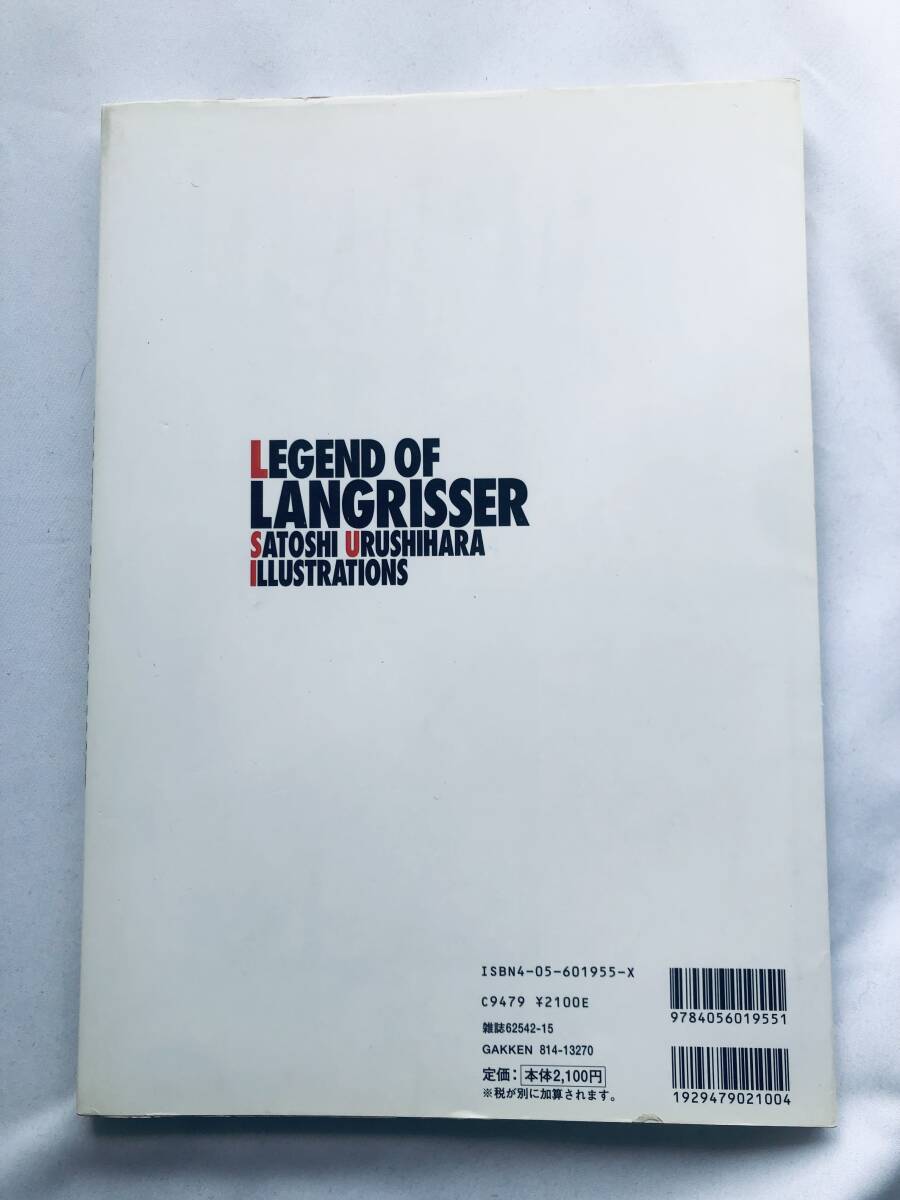 LEGEND OF
LANGRISSER
SATOSHI URUSHIHARA
ILLUSTRATIONS
ISBN4-05-601955-X
C9479 ¥2100E
雑誌62542-15
GAKKEN 814-13270
定価：本体2,100円
※税が別に加算されます。
9784056019551
1929479021004